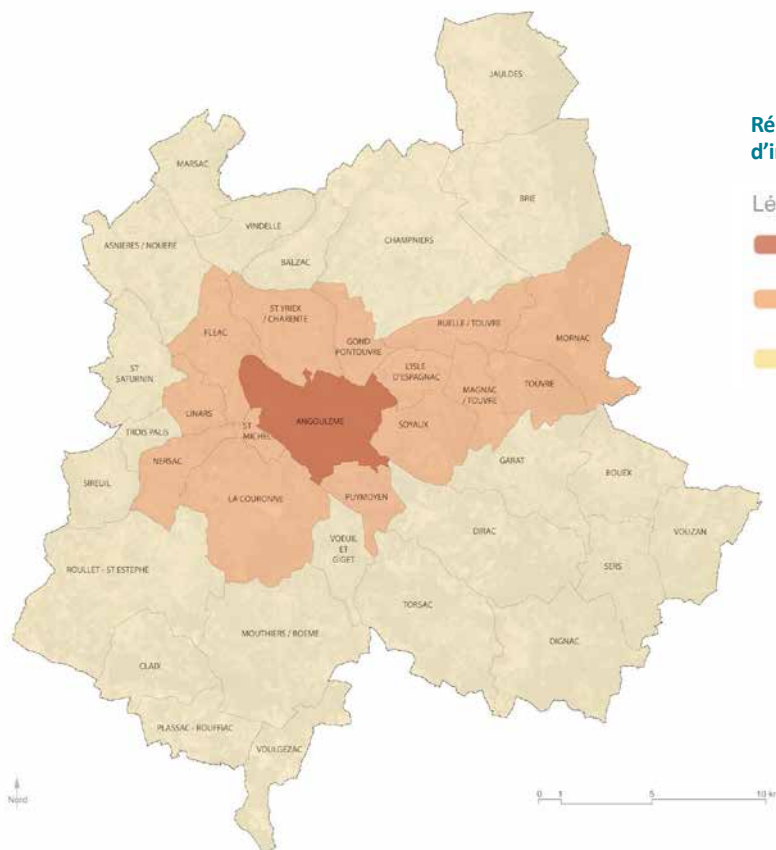 JAULDES
Ré
d'i
MARSAC
BRIE
Lé
VINDELLE
CHAMPNIERS
ASNIERES / NOUERE
BALZAC
ST YRIEX
/ CHARENTE
FLEAC
RUELLE / TOUVRE
MORNAC
GOND
PONTOUVRE
ST
SATURNIN
L'ISLE
D'ESPAGNAC
MAGNAC
/ TOUVRE
TOUVRE
LINARS
ANGOULEME
SOYAUX
ST
MICHEL
TROIS PALIS
NERSAC
GARAT
BOUEX
SIREUIL
LA COURONNE
PUYMOYEN
VOEUIL
ET
GIGET
DIRAC
VOUZAN
ROULLET - ST ESTEPHE
SERS
TORSAC
MOUTHIERS / BOEME
DIGNAC
CLAIX
PLASSAC - ROUFFIAC
VOULGEZAC
Nord
0 1 5 10 km